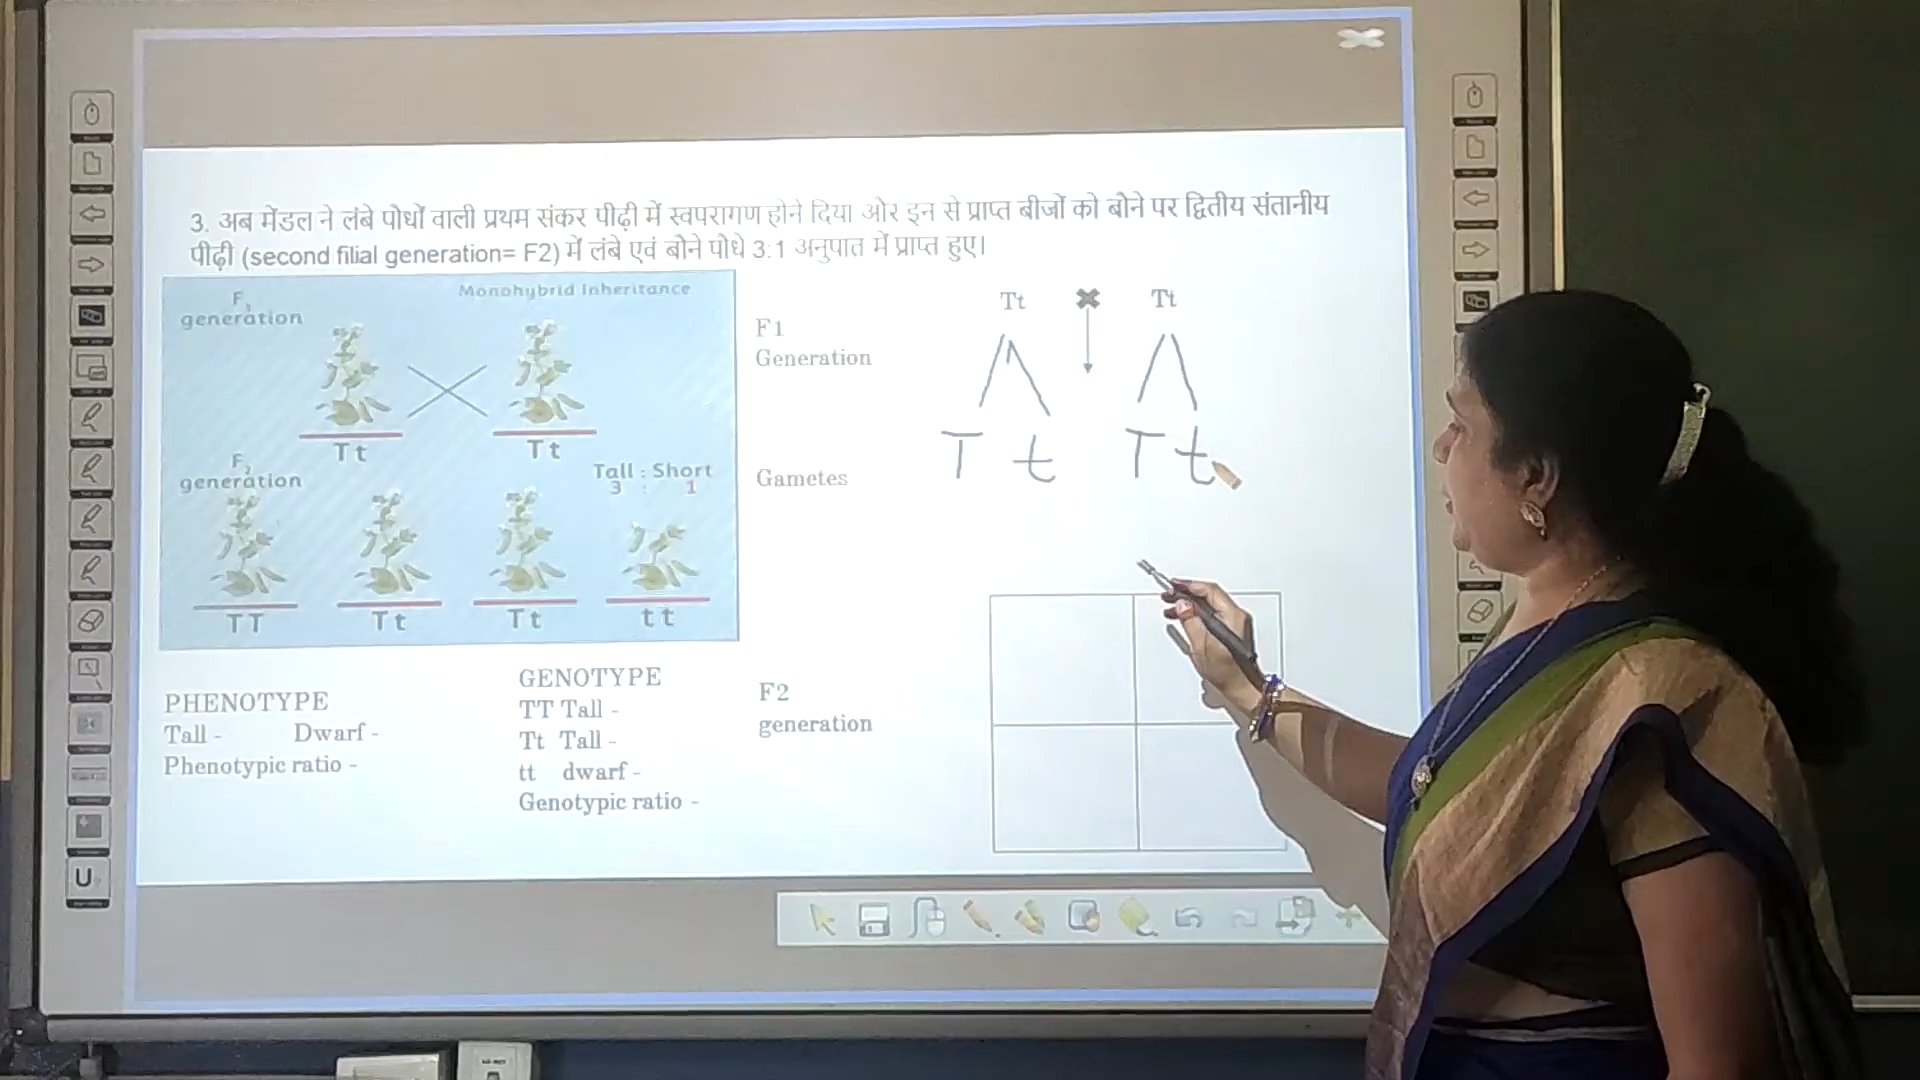 3. अब मेंडल ने लंबे पोधों वाली प्रथम संकर पीढ़ी में स्वपरागण होने दिया ओर इन से प्राप्त बीजों को बोने पर द्वितीय संतानीय
पीढ़ी (second filial generation= F2) में लंबे एवं बोने पोधे 3:1 अनुपात में प्राप्त हुए।
Monohybrid Inheritance
F1
generation
Tt
Tt
F2
generation
Tall : Short
3 : 1
TT
Tt
Tt
tt
Tt
Tt
F1
Generation
T t T t
Gametes
PHENOTYPE
Tall - Dwarf -
Phenotypic ratio -
GENOTYPE
TT Tall -
Tt Tall -
tt dwarf -
Genotypic ratio -
F2
generation
U